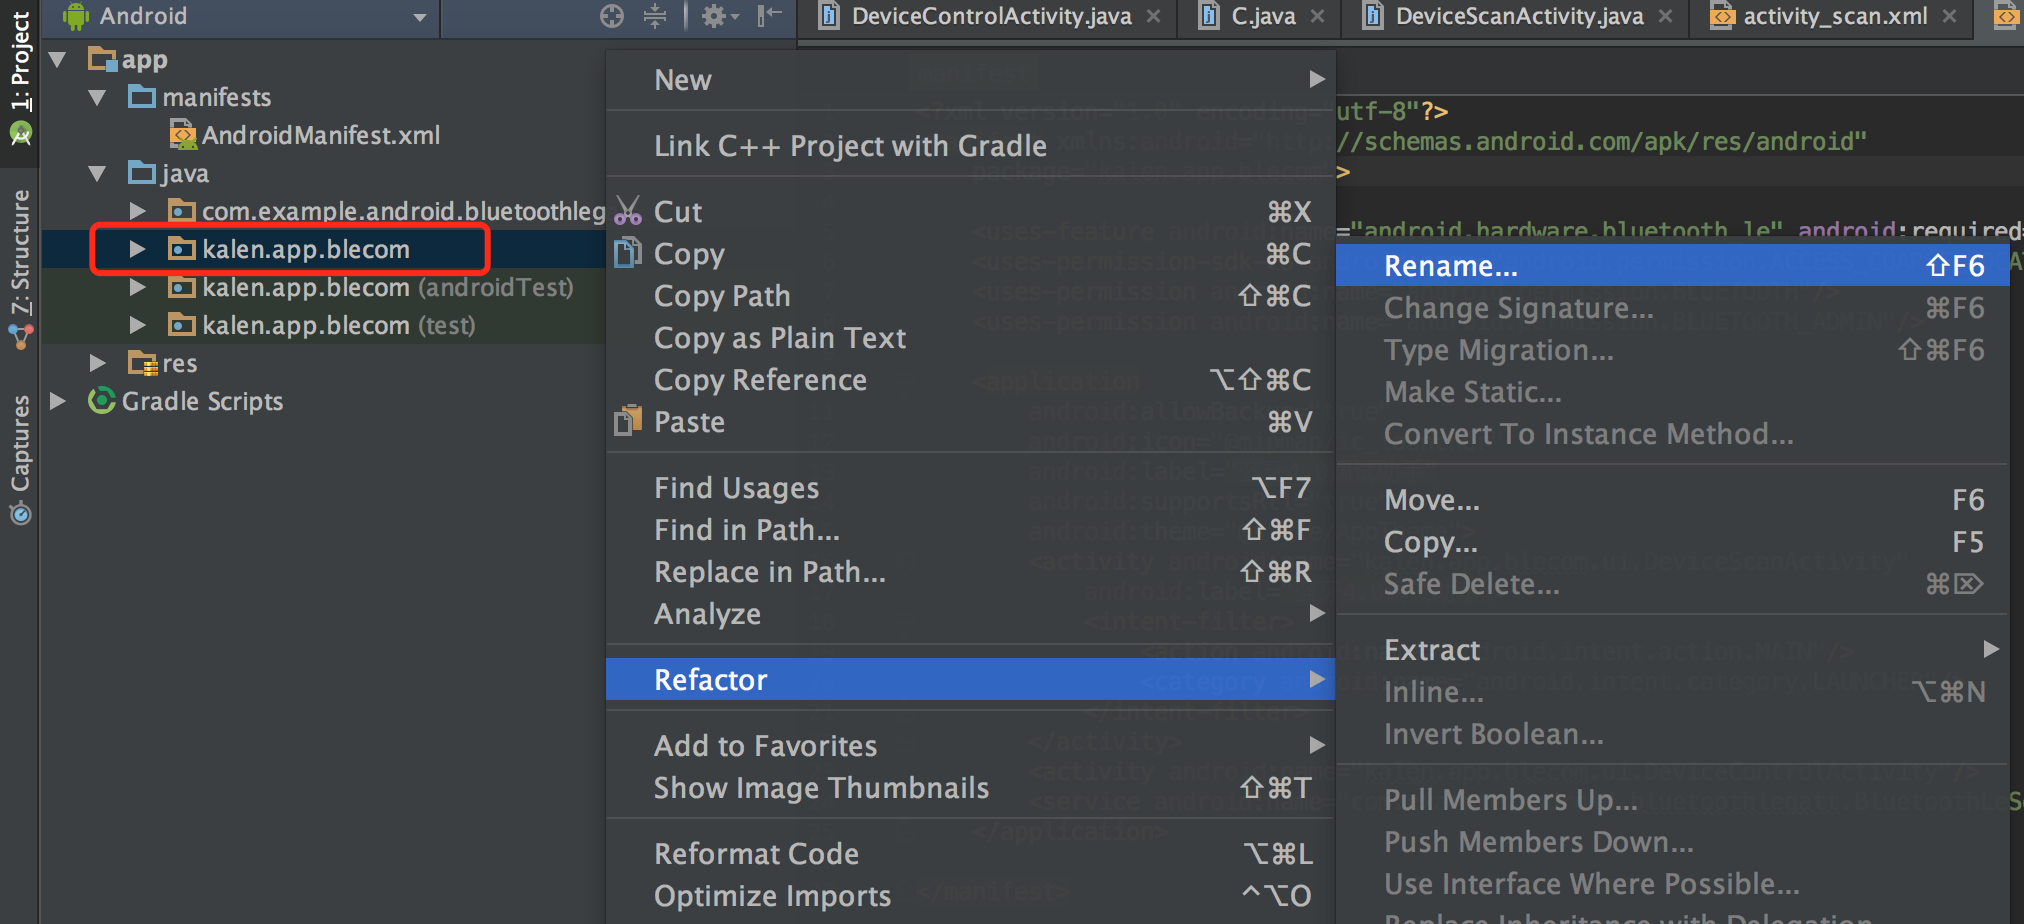 Android
DeviceControlActivity.java
C.java
DeviceScanActivity.java
activity_scan.xml
1: Project
7: Structure
Captures
app
manifests
AndroidManifest.xml
java
com.example.android.bluetoothleg
kalen.app.blecom
kalen.app.blecom (androidTest)
kalen.app.blecom (test)
res
Gradle Scripts
New
Link C++ Project with Gradle
Cut ⌘X
Copy ⌘C
Copy Path ⇧⌘C
Copy as Plain Text
Copy Reference ⌥⇧⌘C
Paste ⌘V
Find Usages ⌥F7
Find in Path... ⇧⌘F
Replace in Path... ⇧⌘R
Analyze
Refactor
Add to Favorites
Show Image Thumbnails ⇧⌘T
Reformat Code ⌥⌘L
Optimize Imports ^⌥O
utf-8"?>
//schemas.android.com/apk/res/android"
>
="android.hardware.bluetooth_le" android:required=
Rename... ⇧F6
Change Signature... ⌘F6
Type Migration... ⇧⌘F6
Make Static...
Convert To Instance Method...
Move... F6
Copy... F5
Safe Delete... ⌘⌦
Extract
Inline... ⌥⌘N
Invert Boolean...
Pull Members Up...
Push Members Down...
Use Interface Where Possible...
Replace Inheritance with Delegation